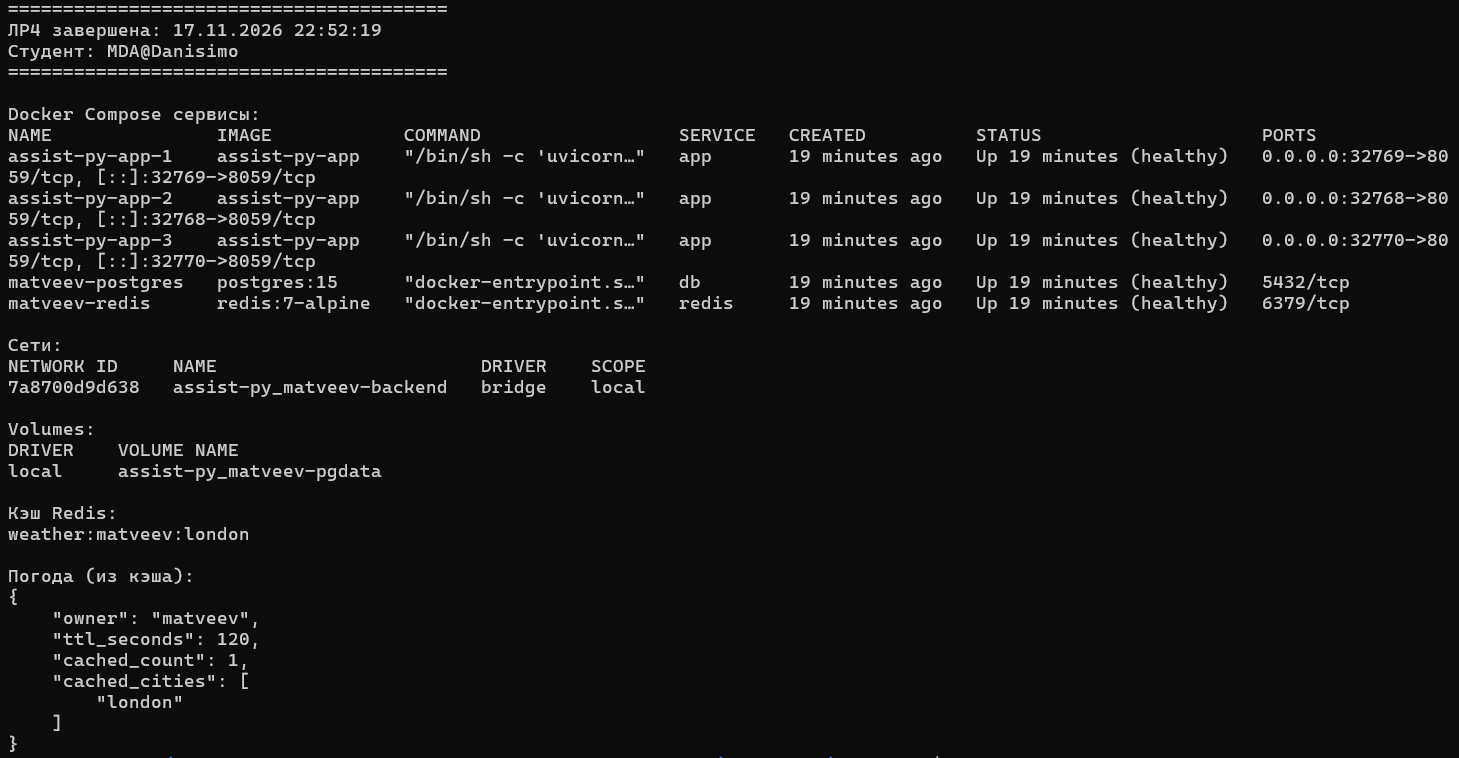 ========================================
ЛР4 завершена: 17.11.2026 22:52:19
Студент: MDA@Danisimo
========================================
Docker Compose сервисы:
NAME                IMAGE            COMMAND                  SERVICE   CREATED          STATUS                    PORTS
assist-py-app-1    assist-py-app    "/bin/sh -c 'uvicorn…"   app       19 minutes ago   Up 19 minutes (healthy)   0.0.0.0:32769->80
59/tcp, [::]:32769->8059/tcp
assist-py-app-2    assist-py-app    "/bin/sh -c 'uvicorn…"   app       19 minutes ago   Up 19 minutes (healthy)   0.0.0.0:32768->80
59/tcp, [::]:32768->8059/tcp
assist-py-app-3    assist-py-app    "/bin/sh -c 'uvicorn…"   app       19 minutes ago   Up 19 minutes (healthy)   0.0.0.0:32770->80
59/tcp, [::]:32770->8059/tcp
matveev-postgres   postgres:15      "docker-entrypoint.s…"   db        19 minutes ago   Up 19 minutes (healthy)   5432/tcp
matveev-redis      redis:7-alpine   "docker-entrypoint.s…"   redis     19 minutes ago   Up 19 minutes (healthy)   6379/tcp
Сети:
NETWORK ID     NAME                        DRIVER    SCOPE
7a8700d9d638   assist-py_matveev-backend   bridge    local
Volumes:
DRIVER    VOLUME NAME
local     assist-py_matveev-pgdata
Кэш Redis:
weather:matveev:london
Погода (из кэша):
{
    "owner": "matveev",
    "ttl_seconds": 120,
    "cached_count": 1,
    "cached_cities": [
        "london"
    ]
}